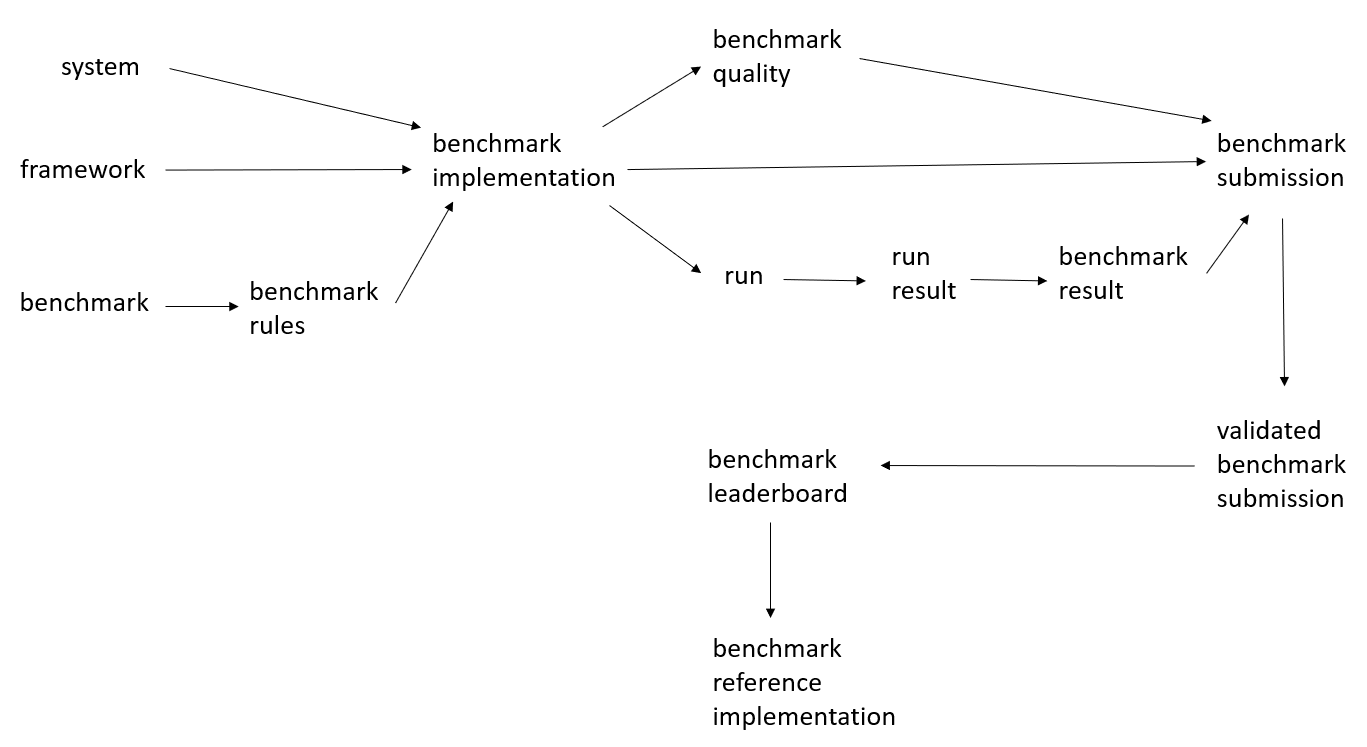 benchmark
quality
system
benchmark
implementation
benchmark
submission
framework
run
run
result
benchmark
result
benchmark
benchmark
rules
validated
benchmark
submission
benchmark
leaderboard
benchmark
reference
implementation